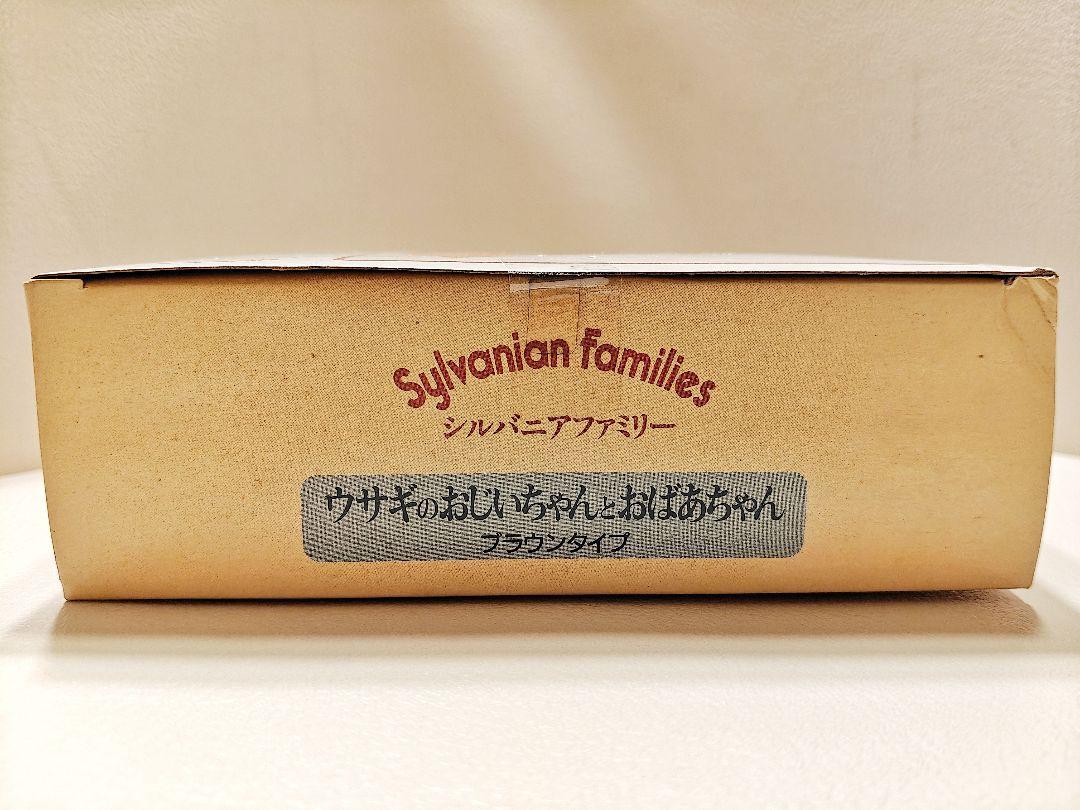 Sylvanian Families
シルバニアファミリー
ウサギのおじいちゃんとおばあちゃん
ブラウンタイプ